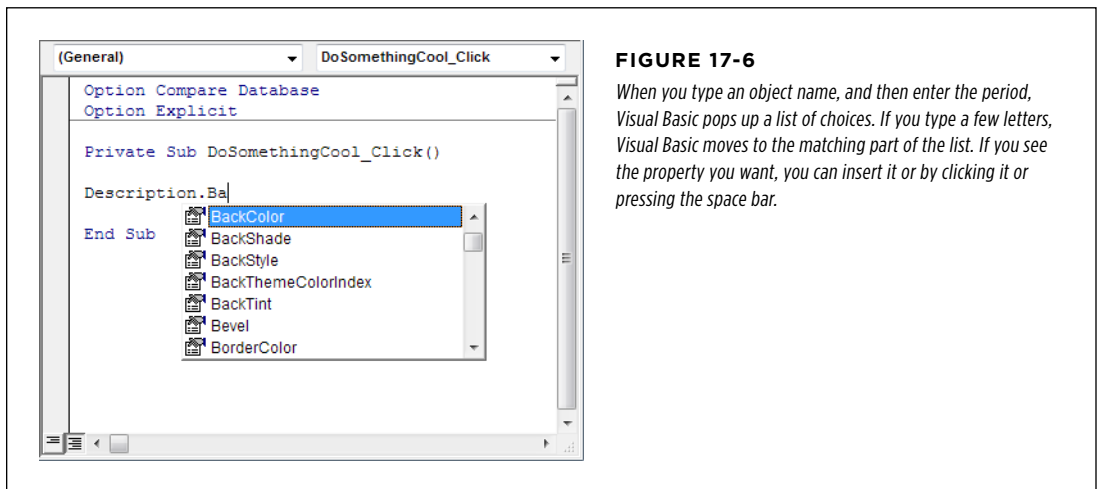 (General)
DoSomethingCool_Click
Option Compare Database
Option Explicit
Private Sub DoSomethingCool_Click()
Description.Ba
BackColor
BackShade
BackStyle
BackThemeColorIndex
BackTint
Bevel
BorderColor
End Sub
FIGURE 17-6
When you type an object name, and then enter the period,
Visual Basic pops up a list of choices. If you type a few letters,
Visual Basic moves to the matching part of the list. If you see
the property you want, you can insert it or by clicking it or
pressing the space bar.